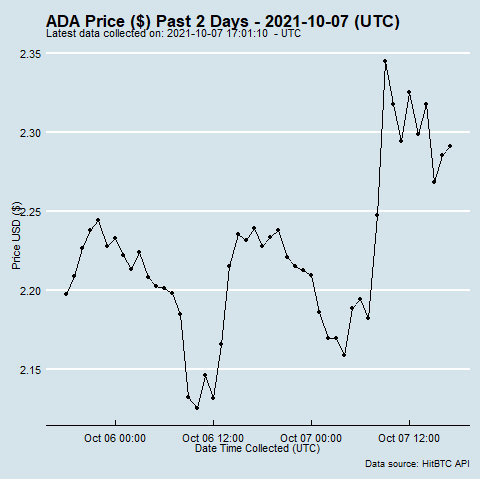 ADA Price ($) Past 2 Days - 2021-10-07 (UTC)
Latest data collected on: 2021-10-07 17:01:10 - UTC
2.35
2.30
2.25
2.20
2.15
Price USD ($)
Oct 06 00:00 Oct 06 12:00 Oct 07 00:00 Oct 07 12:00
Date Time Collected (UTC)
Data source: HitBTC API